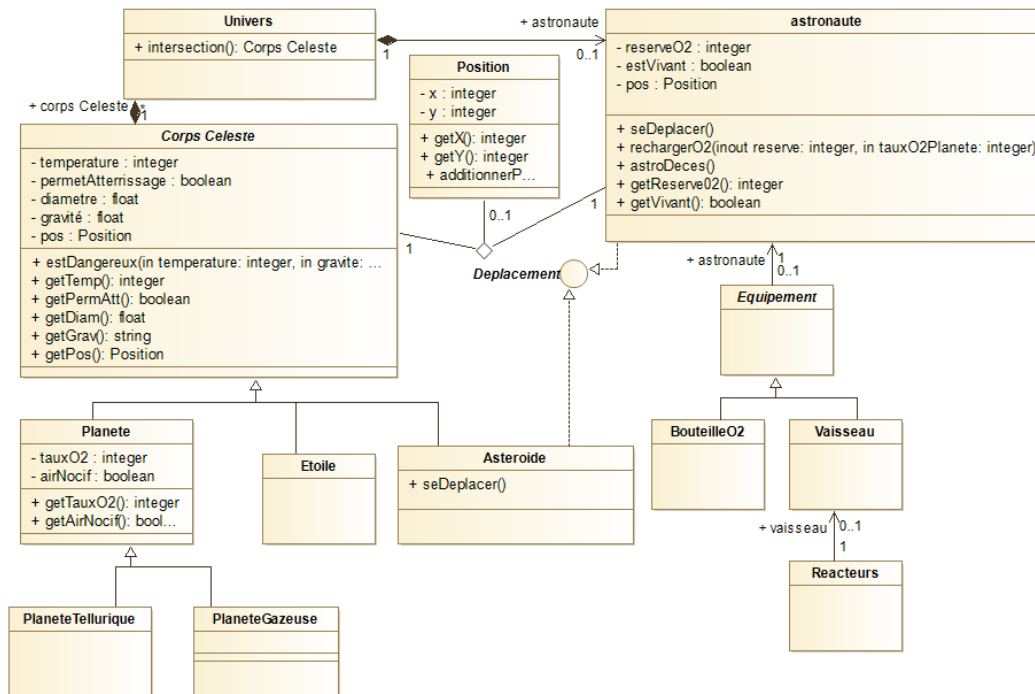 Univers
+ intersection(): Corps Celeste
+ astronaute
1
0..1
astronaute
- reserveO2 : integer
- estVivant : boolean
- pos : Position
+ seDeplacer()
+ rechargerO2(inout reserve: integer, in tauxO2Planete: integer)
+ astroDeces()
+ getReserve02(): integer
+ getVivant(): boolean
Position
- x : integer
- y : integer
+ getX(): integer
+ getY(): integer
+ additionnerP...
+ corps Celeste
*
1
Corps Celeste
- temperature : integer
- permetAtterrissage : boolean
- diametre : float
- gravité : float
- pos : Position
+ estDangereux(in temperature: integer, in gravite: ...
+ getTemp(): integer
+ getPermAtt(): boolean
+ getDiam(): float
+ getGrav(): string
+ getPos(): Position
0..1
1
1
Deplacement
+ astronaute
1
0..1
Equipement
Planete
- tauxO2 : integer
- airNocif : boolean
+ getTauxO2(): integer
+ getAirNocif(): bool...
Etoile
Asteroide
+ seDeplacer()
BouteilleO2
Vaisseau
+ vaisseau
0..1
1
Reacteurs
PlaneteTellurique
PlaneteGazeuse